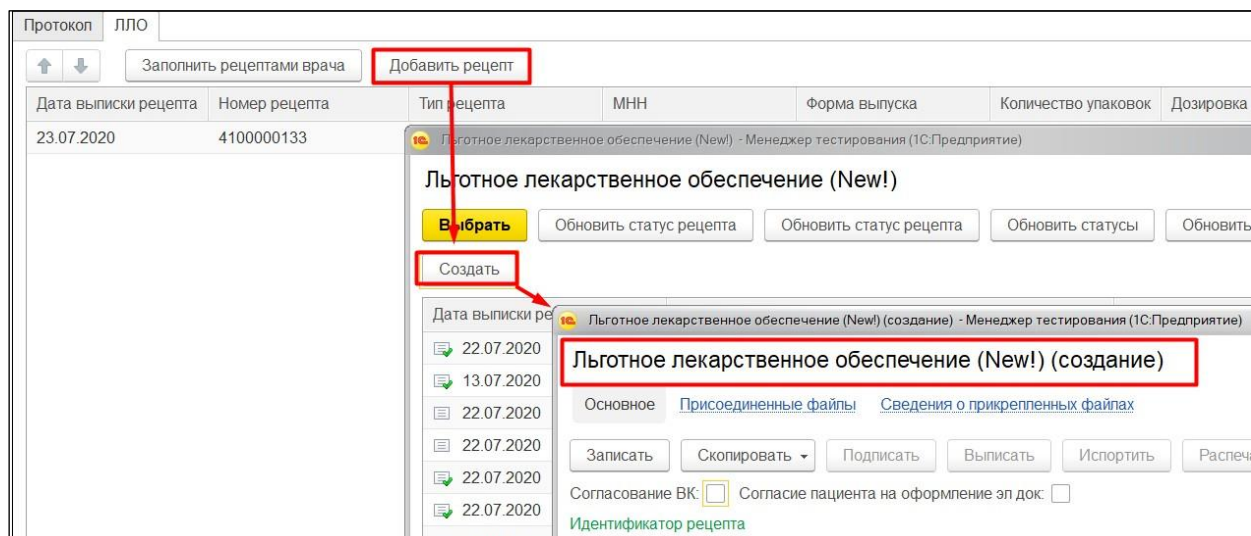 Протокол ЛЛО
Заполнить рецептами врача Добавить рецепт
Дата выписки рецепта Номер рецепта Тип рецепта МНН Форма выпуска Количество упаковок Дозировка
23.07.2020 4100000133
Льготное лекарственное обеспечение (New!) - Менеджер тестирования (1С:Предприятие)
Льготное лекарственное обеспечение (New!)
Выбрать Обновить статус рецепта Обновить статус рецепта Обновить статусы Обновить
Создать
Дата выписки ре
Льготное лекарственное обеспечение (New!) (создание) - Менеджер тестирования (1С:Предприятие)
22.07.2020
Льготное лекарственное обеспечение (New!) (создание)
13.07.2020
Основное Присоединенные файлы Сведения о прикрепленных файлах
22.07.2020
22.07.2020
Записать Скопировать Подписать Выписать Испортить Распеча
22.07.2020
Согласование ВК: Согласие пациента на оформление эл док:
22.07.2020
Идентификатор рецепта